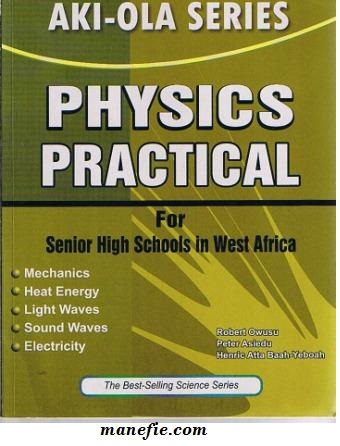 AKI-OLA SERIES
PHYSICS
PRACTICAL
For
Senior High Schools in West Africa
Mechanics
Heat Energy
Light Waves
Sound Waves
Electricity
Robert Owusu
Peter Asiedu
Henric Atta Baah-Yeboah
The Best-Selling Science Series
manefie.com